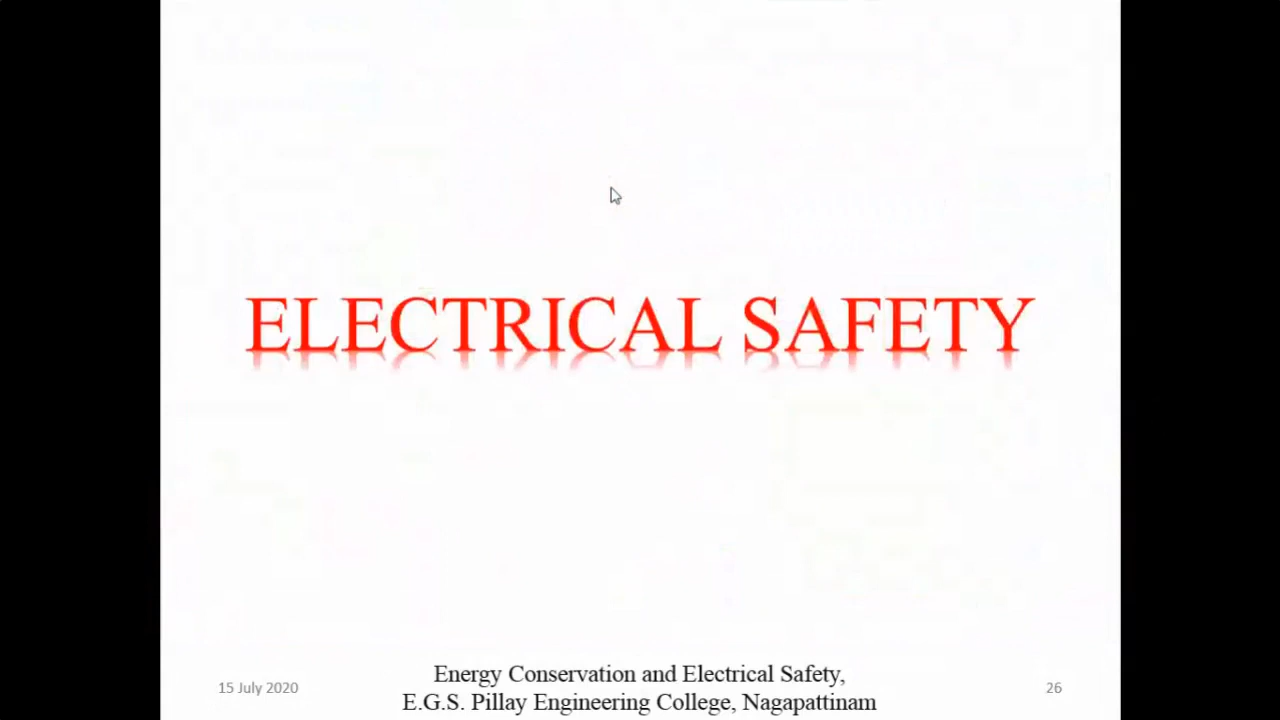 ELECTRICAL SAFETY
15 July 2020
Energy Conservation and Electrical Safety,
E.G.S. Pillay Engineering College, Nagapattinam
26